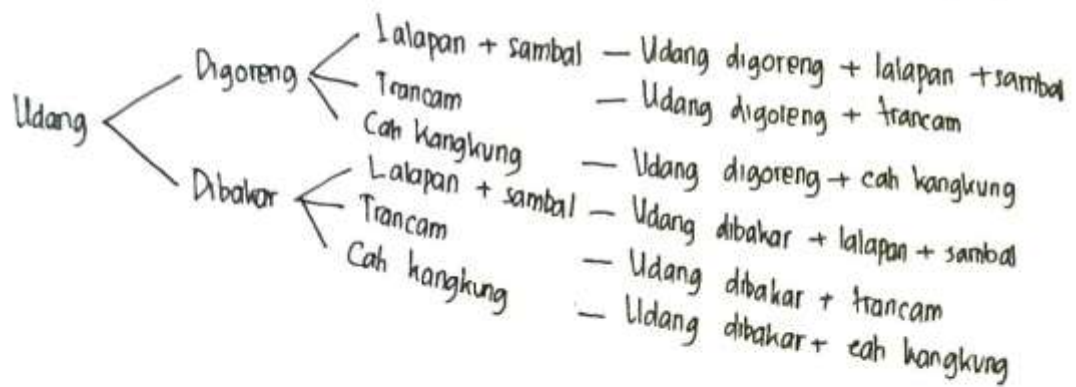 Udang
Digoreng
Lalapan + sambal — Udang digoreng + lalapan + sambal
Trancam — Udang digoreng + trancam
Cah kangkung — Udang digoreng + cah kangkung
Dibakar
Lalapan + sambal — Udang dibakar + lalapan + sambal
Trancam — Udang dibakar + trancam
Cah kangkung — Udang dibakar + cah kangkung